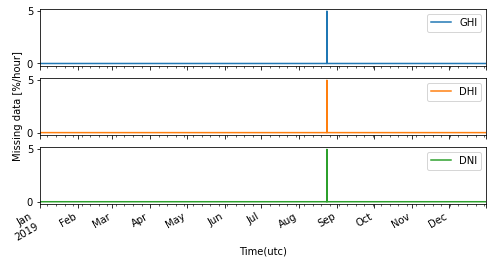 5
GHI
0
Missing data [%/hour]
5
DHI
0
5
DNI
0
Jan
2019
Feb
Mar
Apr
May
Jun
Jul
Aug
Sep
Oct
Nov
Dec
Time(utc)